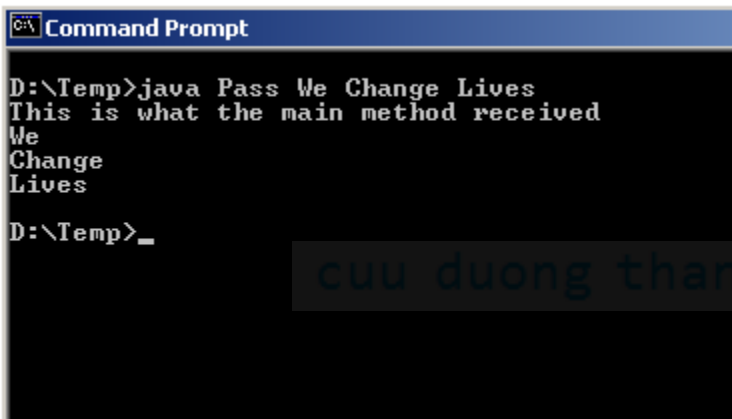 Command Prompt
D:\Temp>java Pass We Change Lives
This is what the main method received
We
Change
Lives
D:\Temp>_
cuu duong than